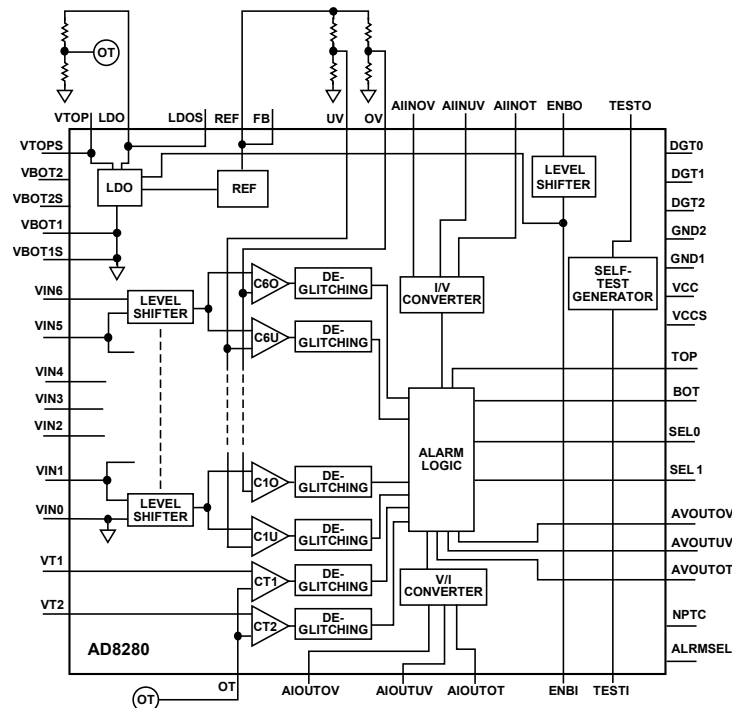 OT
VTOP LDO LDOS REF FB UV OV AIINOV AIINUV AIINOT ENBO TESTO
VTOPS
VBOT2
VBOT2S
VBOT1
VBOT1S
VIN6
VIN5
VIN4
VIN3
VIN2
VIN1
VIN0
VT1
VT2
LDO
REF
LEVEL
SHIFTER
LEVEL
SHIFTER
C6O
DE-
GLITCHING
C6U
DE-
GLITCHING
C1O
DE-
GLITCHING
C1U
DE-
GLITCHING
CT1
DE-
GLITCHING
CT2
DE-
GLITCHING
I/V
CONVERTER
LEVEL
SHIFTER
SELF-
TEST
GENERATOR
ALARM
LOGIC
V/I
CONVERTER
DGT0
DGT1
DGT2
GND2
GND1
VCC
VCCS
TOP
BOT
SEL0
SEL1
AVOUTOV
AVOUTUV
AVOUTOT
NPTC
ALRMSEL
AD8280
OT
OT
AIOUTOV AIOUTUV AIOUTOT ENBI TESTI